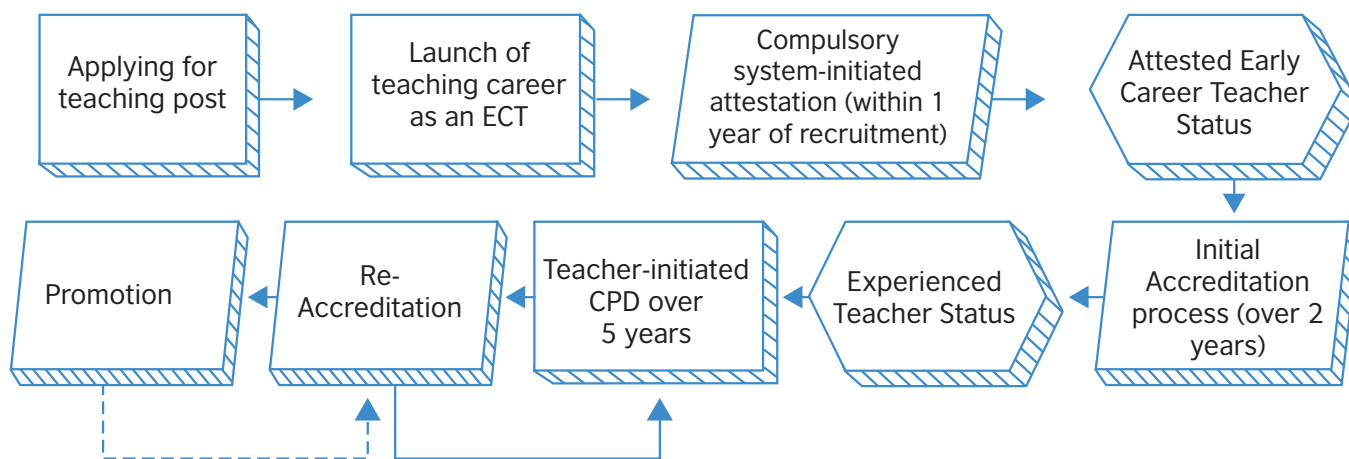 Applying for
teaching post
Launch of
teaching career
as an ECT
Compulsory
system-initiated
attestation (within 1
year of recruitment)
Attested Early
Career Teacher
Status
Initial
Accreditation
process (over 2
years)
Experienced
Teacher Status
Teacher-initiated
CPD over
5 years
Re-
Accreditation
Promotion